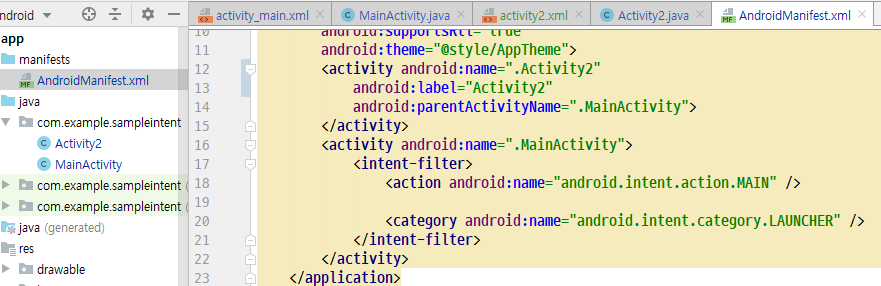 ndroid
activity_main.xml
MainActivity.java
activity2.xml
Activity2.java
AndroidManifest.xml
app
manifests
AndroidManifest.xml
java
com.example.sampleintent
Activity2
MainActivity
com.example.sampleintent
com.example.sampleintent
java (generated)
res
drawable
10 android:supportsRtl="true"
11 android:theme="@style/AppTheme">
12 <activity android:name=".Activity2"
13 android:label="Activity2"
14 android:parentActivityName=".MainActivity">
15 </activity>
16 <activity android:name=".MainActivity">
17 <intent-filter>
18 <action android:name="android.intent.action.MAIN" />
19
20 <category android:name="android.intent.category.LAUNCHER" />
21 </intent-filter>
22 </activity>
23 </application>